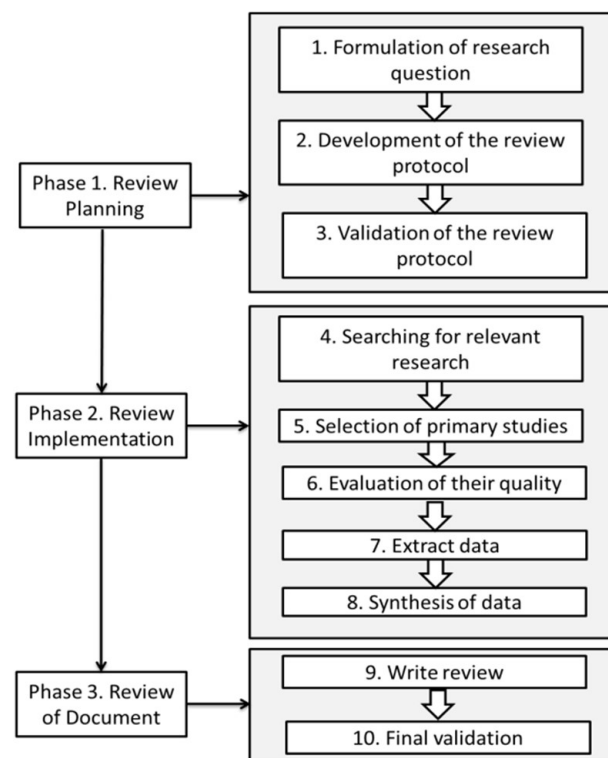 1. Formulation of research
question
2. Development of the review
protocol
Phase 1. Review
Planning
3. Validation of the review
protocol
4. Searching for relevant
research
Phase 2. Review
Implementation
5. Selection of primary studies
6. Evaluation of their quality
7. Extract data
8. Synthesis of data
Phase 3. Review
of Document
9. Write review
10. Final validation